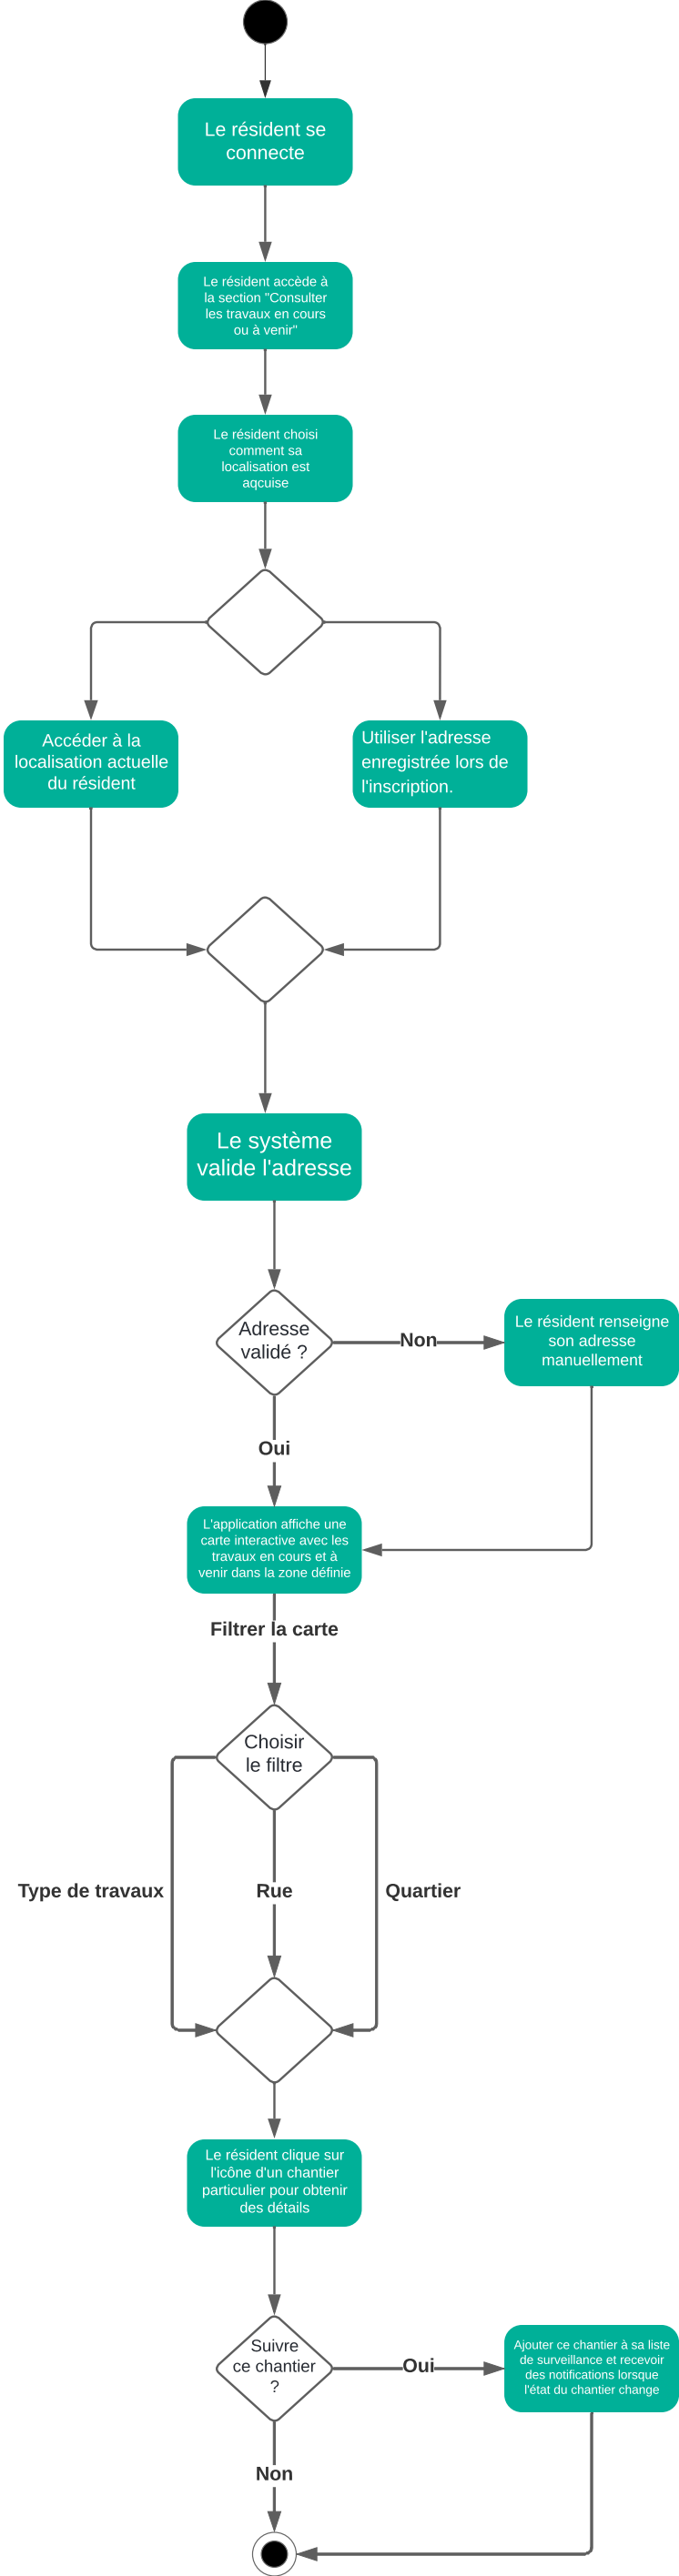 Le résident se
connecte
Le résident accède à
la section "Consulter
les travaux en cours
ou à venir"
Le résident choisi
comment sa
localisation est
aqcuise
Accéder à la
localisation actuelle
du résident
Utiliser l'adresse
enregistrée lors de
l'inscription.
Le système
valide l'adresse
Adresse
validé ?
Non
Le résident renseigne
son adresse
manuellement
Oui
L'application affiche une
carte interactive avec les
travaux en cours et à
venir dans la zone définie
Filtrer la carte
Choisir
le filtre
Type de travaux
Rue
Quartier
Le résident clique sur
l'icône d'un chantier
particulier pour obtenir
des détails
Suivre
ce chantier
?
Oui
Ajouter ce chantier à sa liste
de surveillance et recevoir
des notifications lorsque
l'état du chantier change
Non